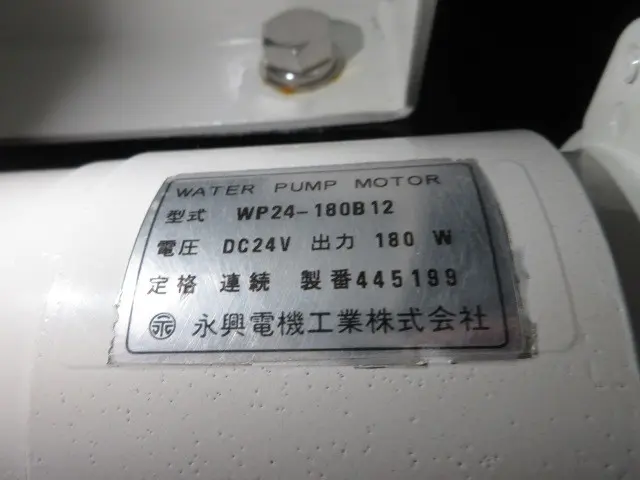 WATER PUMP MOTOR
型式 WP24-180B12
電圧 DC24V 出力 180 W
定格 連続 製番445199
永 永興電機工業株式会社